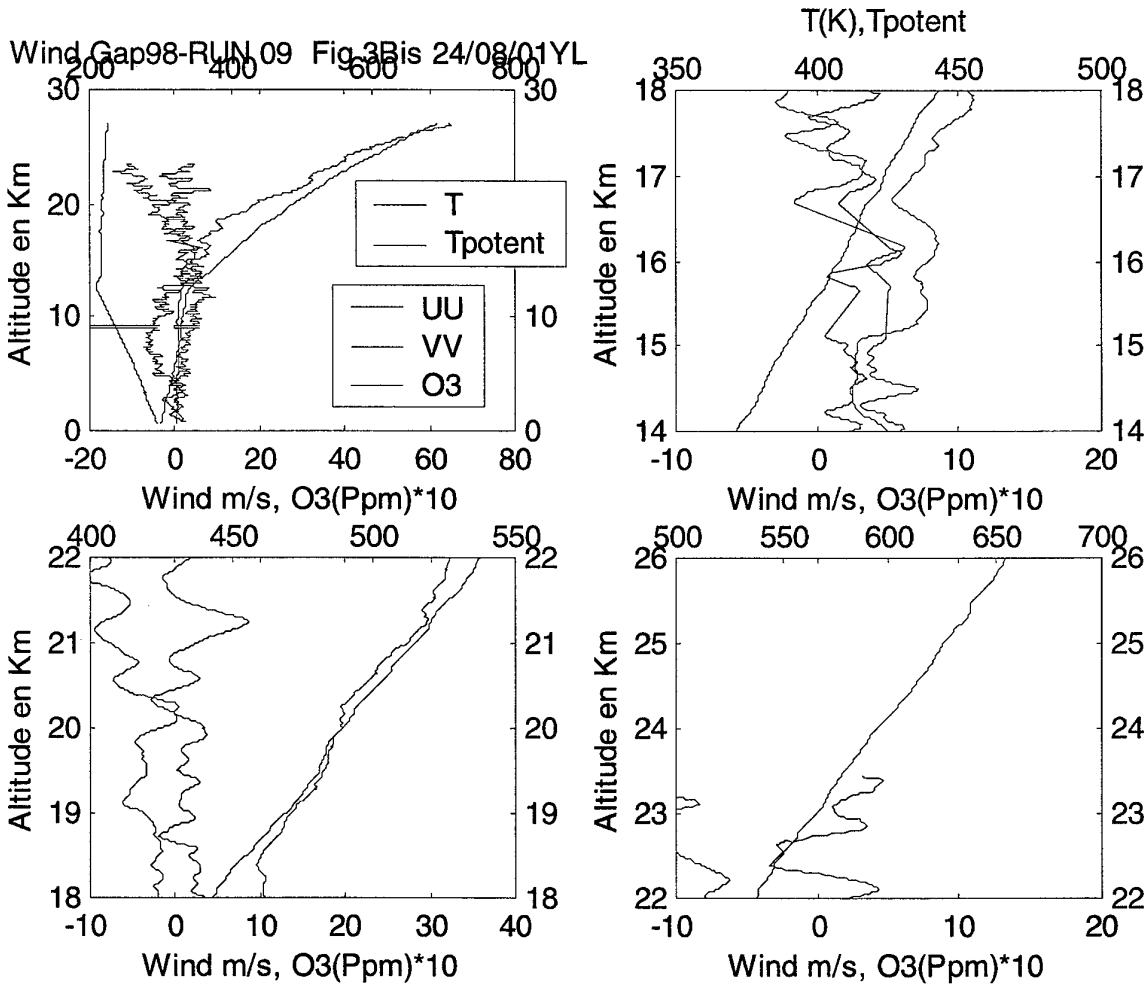 T(K),Tpotent
Wind Gap98-RUN 09 Fig 3Bis 24/08/01YL
200 400 600 800
30 30
20
10 10
0 0
-20 0 20 40 60 80
Altitude en Km
Wind m/s, O3(Ppm)*10
T
Tpotent
UU
VV
O3
350 400 450 500
18 18
17 17
16 16
15 15
14 14
-10 0 10 20
Altitude en Km
Wind m/s, O3(Ppm)*10
400 450 500 550
22 22
21 21
20 20
19 19
18 18
-10 0 10 20 30 40
Altitude en Km
Wind m/s, O3(Ppm)*10
500 550 600 650 700
26 26
25 25
24 24
23 23
22 22
-10 0 10 20
Altitude en Km
Wind m/s, O3(Ppm)*10